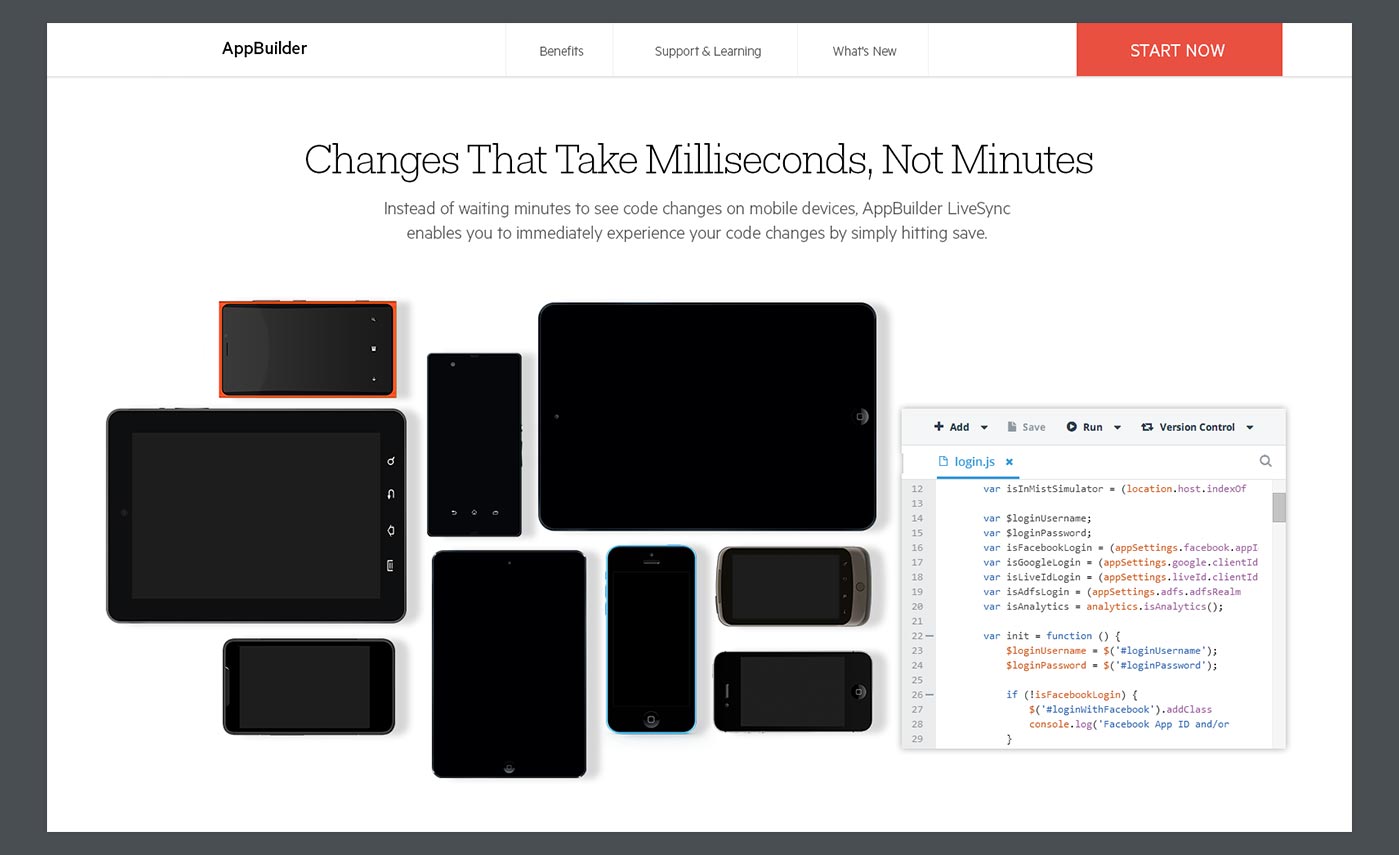 AppBuilder
Benefits
Support & Learning
What's New
START NOW
Changes That Take Milliseconds, Not Minutes
Instead of waiting minutes to see code changes on mobile devices, AppBuilder LiveSync
enables you to immediately experience your code changes by simply hitting save.
Add
Save
Run
Version Control
login.js
12 var isInMistSimulator = (location.host.indexOf
13
14 var $loginUsername;
15 var $loginPassword;
16 var isFacebookLogin = (appSettings.facebook.appI
17 var isGoogleLogin = (appSettings.google.clientId
18 var isLiveIdLogin = (appSettings.liveId.clientId
19 var isAdfsLogin = (appSettings.adfs.adfsRealm
20 var isAnalytics = analytics.isAnalytics();
21
22 var init = function () {
23 $loginUsername = $('#loginUsername');
24 $loginPassword = $('#loginPassword');
25
26 if (!isFacebookLogin) {
27 $('#loginWithFacebook').addClass
28 console.log('Facebook App ID and/or
29 }